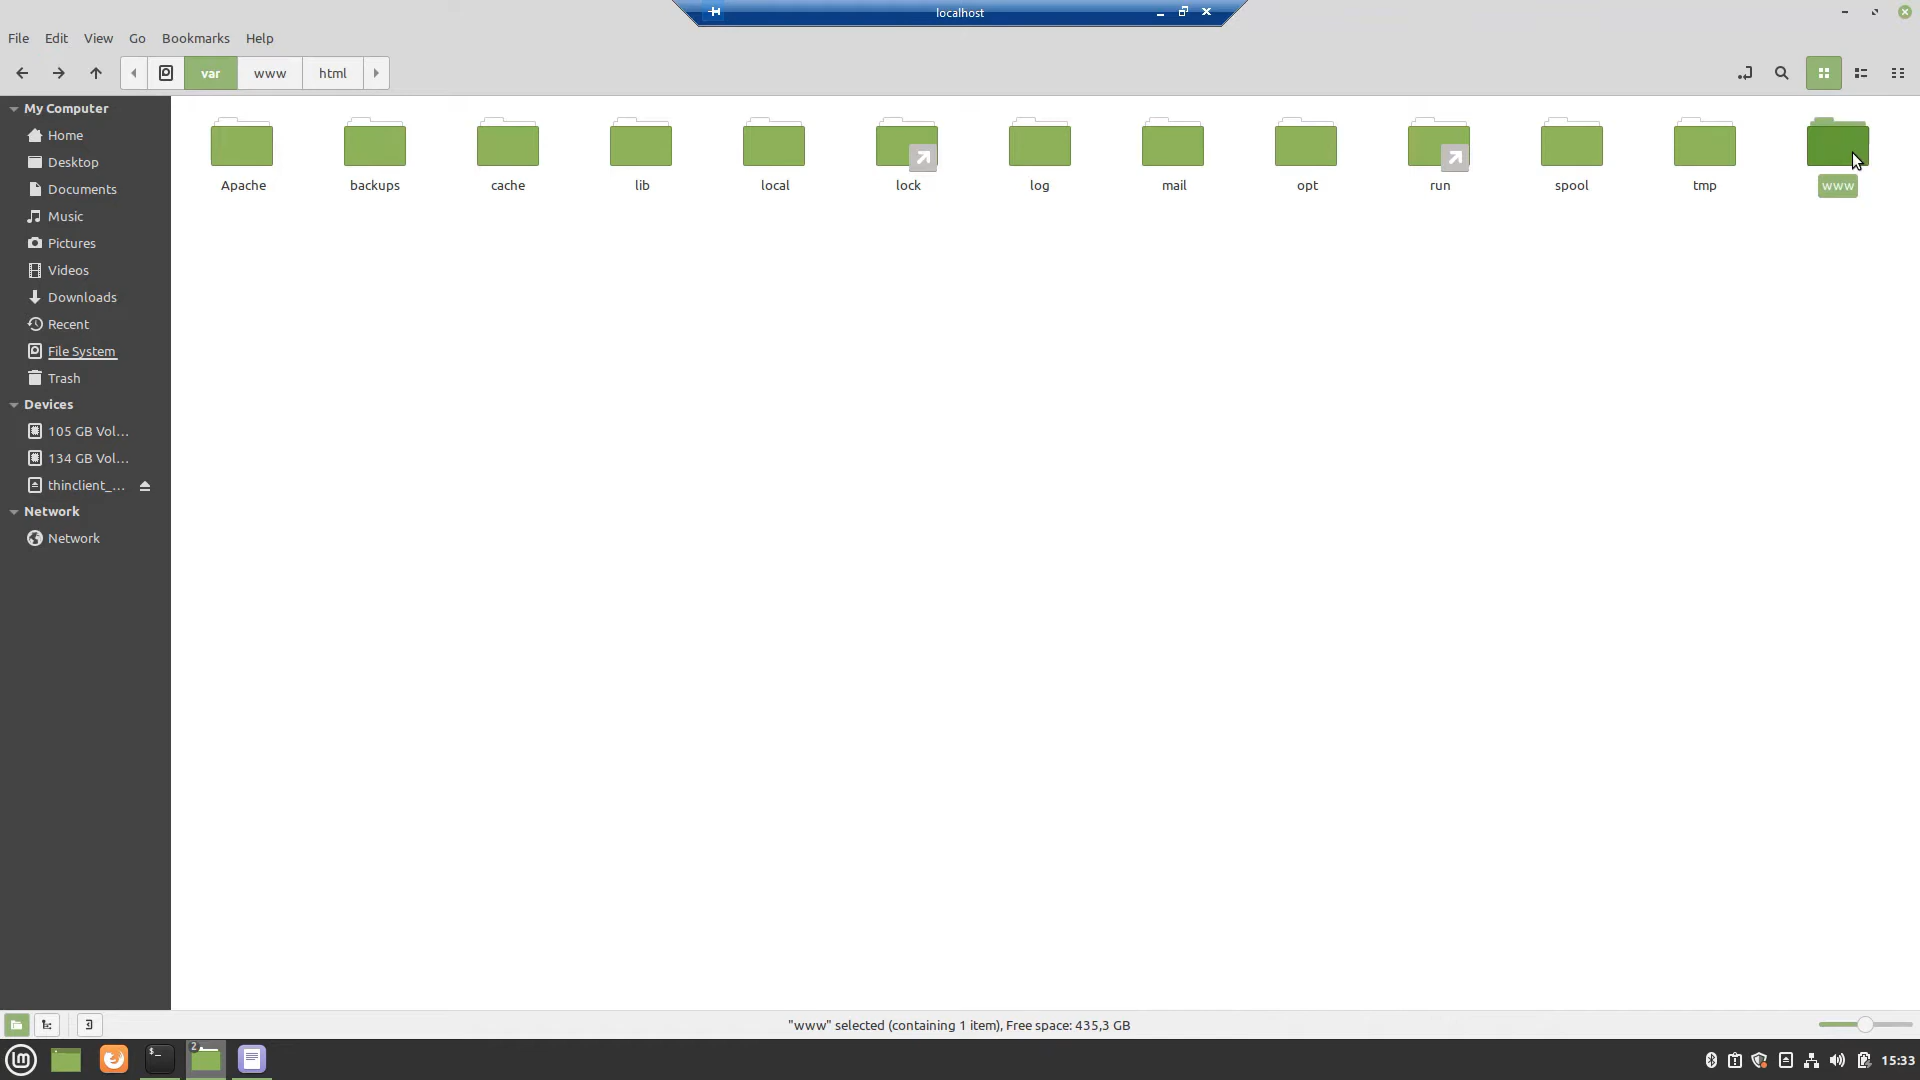 localhost
File Edit View Go Bookmarks Help
var www html
My Computer
Home
Desktop
Documents
Music
Pictures
Videos
Downloads
Recent
File System
Trash
Devices
105 GB Vol...
134 GB Vol...
thinclient_...
Network
Network
Apache backups cache lib local lock log mail opt run spool tmp www
"www" selected (containing 1 item), Free space: 435,3 GB
2
$_
lm
15:33